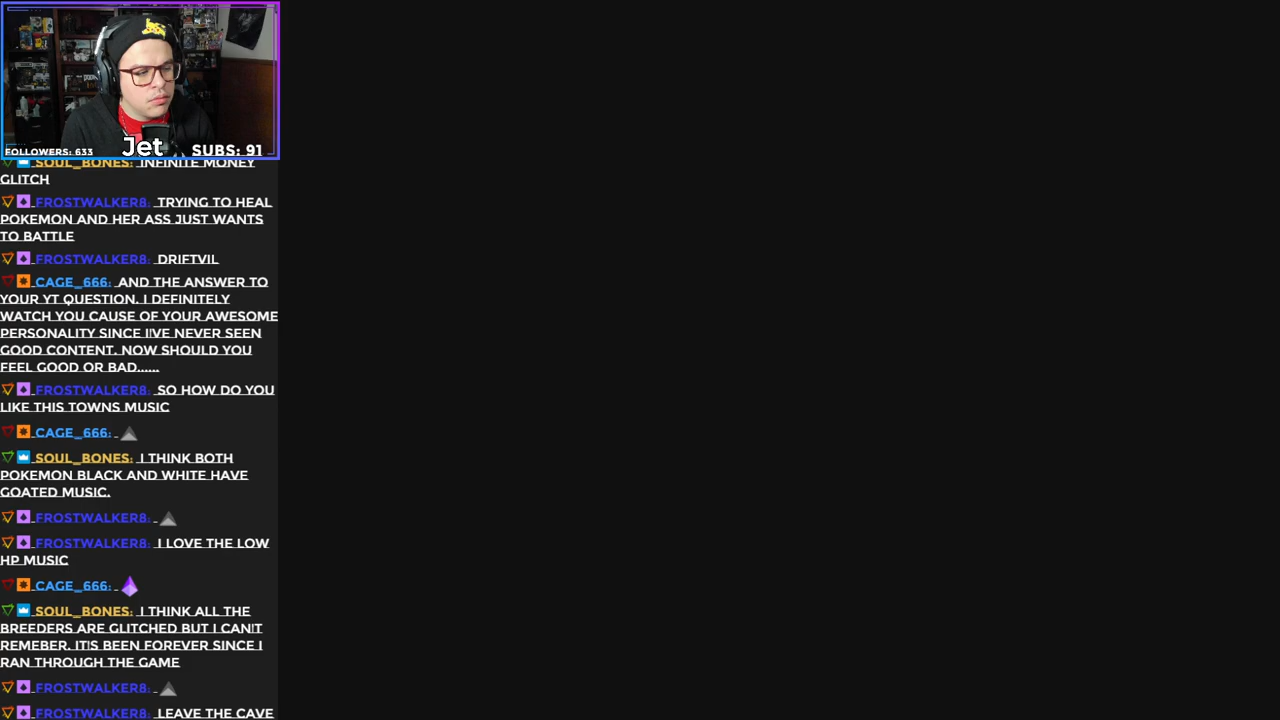 FOLLOWERS: 633
Jet
SUBS: 91
SOUL_BONES: INFINITE MONEY
GLITCH
FROSTWALKER8: TRYING TO HEAL
POKEMON AND HER ASS JUST WANTS
TO BATTLE
FROSTWALKER8: DRIFTVIL
CAGE_666: AND THE ANSWER TO
YOUR YT QUESTION. I DEFINITELY
WATCH YOU CAUSE OF YOUR AWESOME
PERSONALITY SINCE I'VE NEVER SEEN
GOOD CONTENT. NOW SHOULD YOU
FEEL GOOD OR BAD......
FROSTWALKER8: SO HOW DO YOU
LIKE THIS TOWNS MUSIC
CAGE_666:
SOUL_BONES: I THINK BOTH
POKEMON BLACK AND WHITE HAVE
GOATED MUSIC.
FROSTWALKER8:
FROSTWALKER8: I LOVE THE LOW
HP MUSIC
CAGE_666:
SOUL_BONES: I THINK ALL THE
BREEDERS ARE GLITCHED BUT I CAN'T
REMEBER. IT'S BEEN FOREVER SINCE I
RAN THROUGH THE GAME
FROSTWALKER8:
FROSTWALKER8: LEAVE THE CAVE